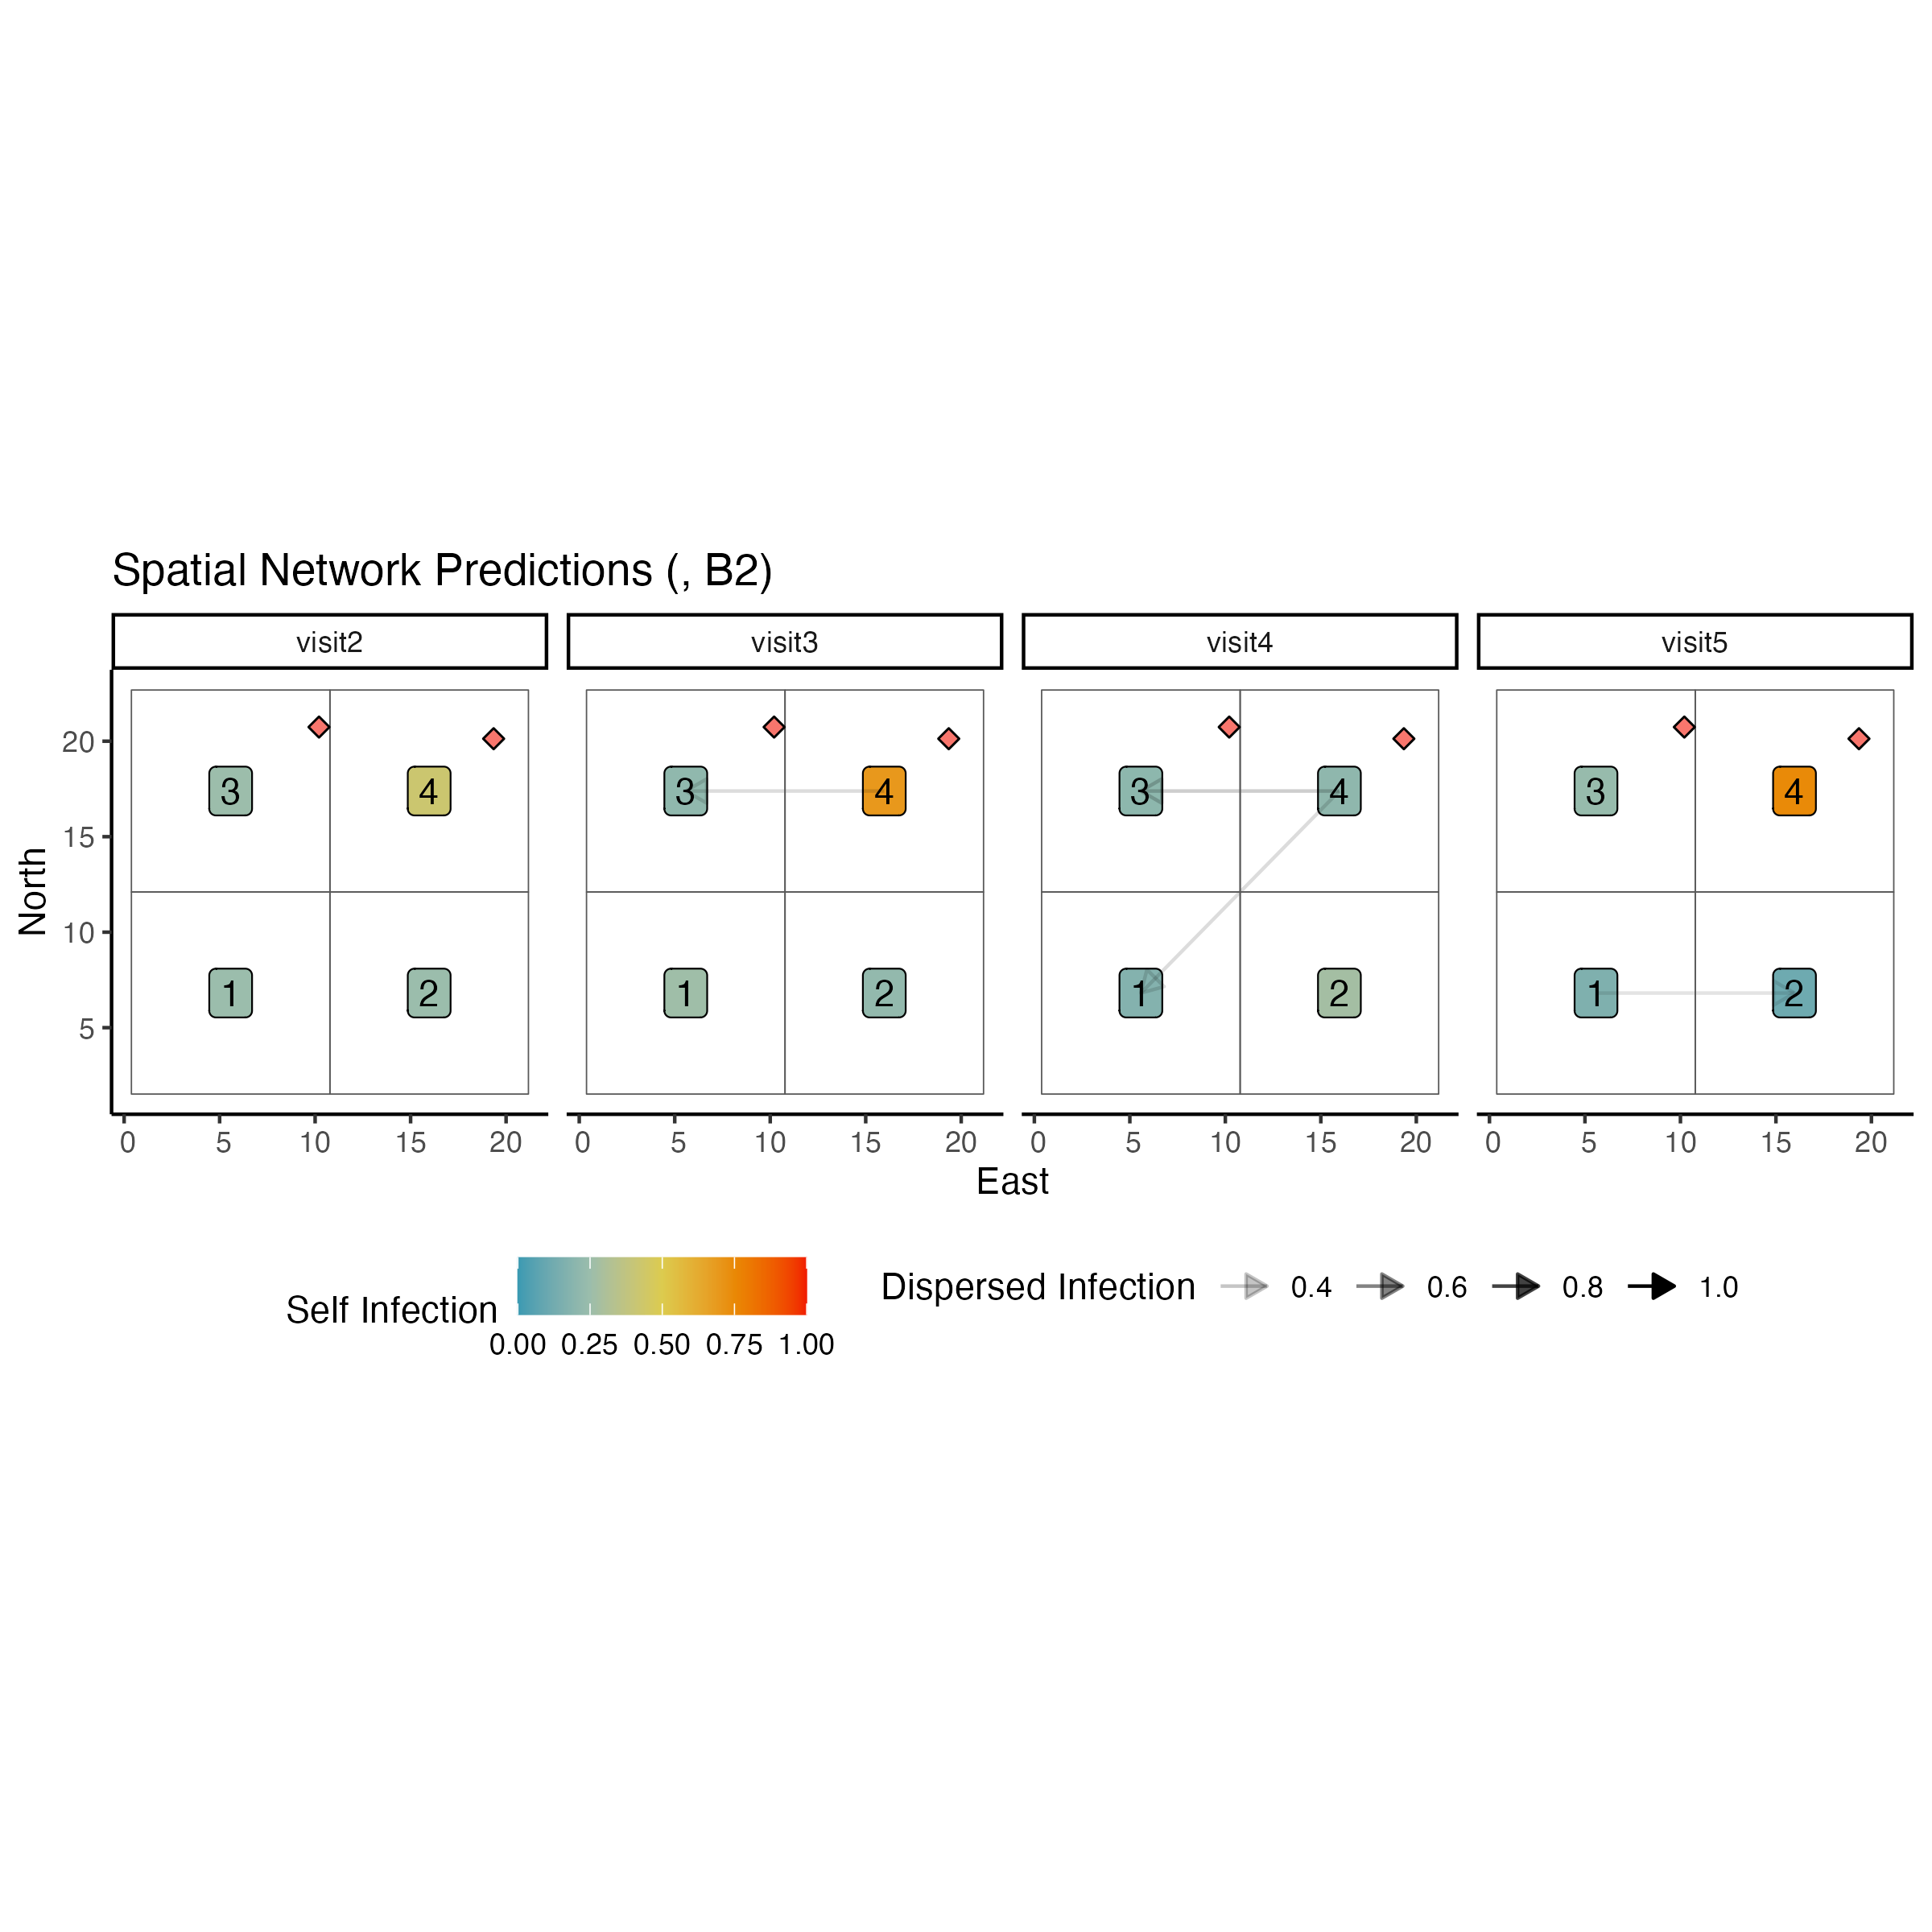 Spatial Network Predictions (, B2)
visit2 visit3 visit4 visit5
North
20
15
10
5
3 4 3 4 3 4 3 4
1 2 1 2 1 2 1 2
0 5 10 15 20 0 5 10 15 20 0 5 10 15 20 0 5 10 15 20
East
Self Infection
0.00 0.25 0.50 0.75 1.00
Dispersed Infection 0.4 0.6 0.8 1.0